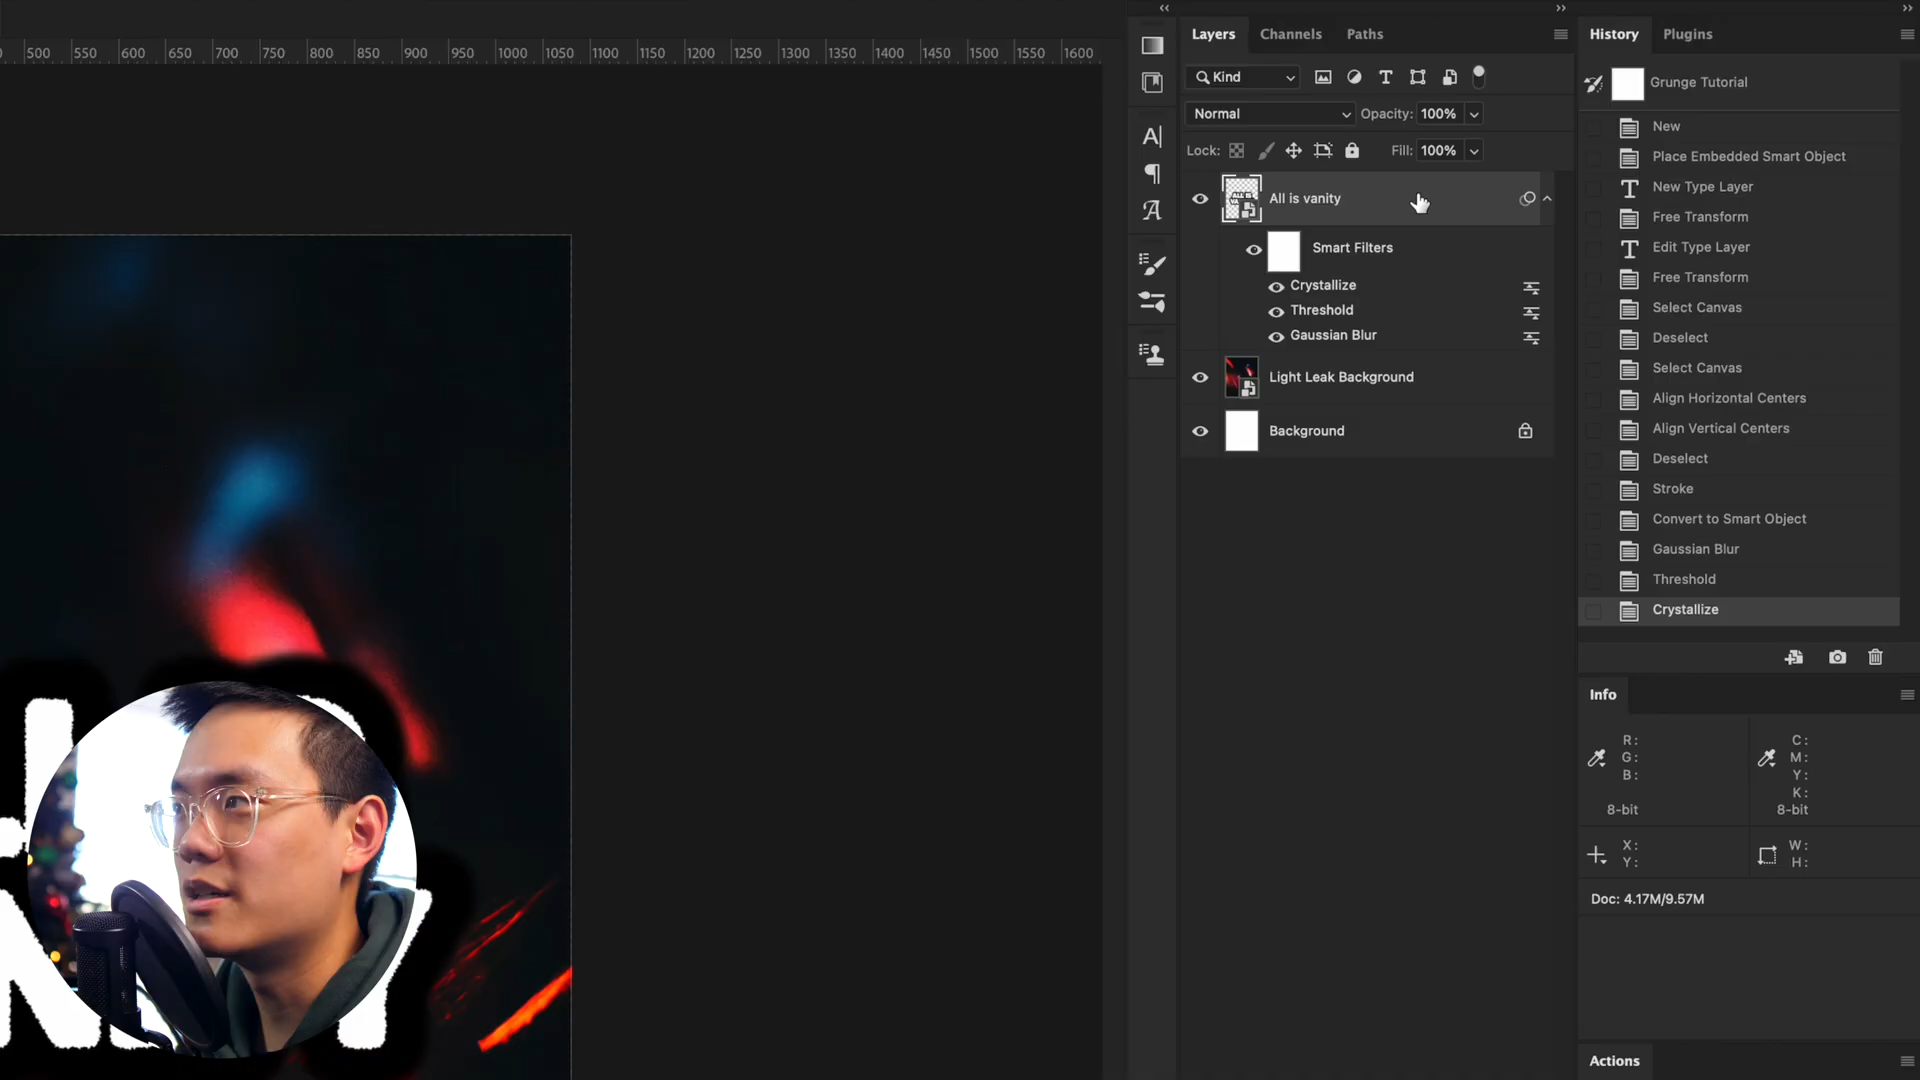 500 550 600 650 700 750 800 850 900 950 1000 1050 1100 1150 1200 1250 1300 1350 1400 1450 1500 1550 1600
Layers Channels Paths
Kind
Normal Opacity: 100%
Lock: Fill: 100%
All is vanity
Smart Filters
Crystallize
Threshold
Gaussian Blur
Light Leak Background
Background
History Plugins
Grunge Tutorial
New
Place Embedded Smart Object
New Type Layer
Free Transform
Edit Type Layer
Free Transform
Select Canvas
Deselect
Select Canvas
Align Horizontal Centers
Align Vertical Centers
Deselect
Stroke
Convert to Smart Object
Gaussian Blur
Threshold
Crystallize
Info
R: C:
G: M:
B: Y:
K:
8-bit 8-bit
X: W:
Y: H:
Doc: 4.17M/9.57M
Actions